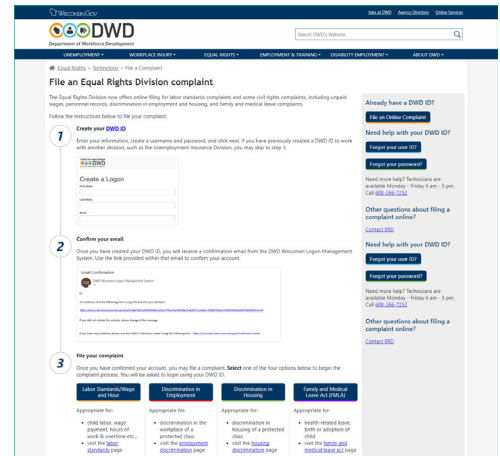 WISCONSIN.GOV
Jobs at DWD Agency Directory Online Services
DWD
Department of Workforce Development
Search DWD's Website
UNEMPLOYMENT WORKPLACE INJURY EQUAL RIGHTS EMPLOYMENT & TRAINING DISABILITY EMPLOYMENT ABOUT DWD
Equal Rights > Technology > File a Complaint
File an Equal Rights Division complaint
The Equal Rights Division now offers online filing for labor standards complaints and some civil rights complaints, including unpaid
wages, personnel records, discrimination in employment and housing, and family and medical leave complaints.
Follow the instructions below to file your complaint.
1
Create your DWD ID.
Enter your information, create a username and password, and click next. If you have previously created a DWD ID to work
with another division, such as the Unemployment Insurance Division, you may skip to step 3.
DWD
Create a Logon
First Name
Last Name
2
Confirm your email.
Once you have created your DWD ID, you will receive a confirmation email from the DWD Wisconsin Logon Management
System. Use the link provided within that email to confirm your account.
Email Confirmation
DWD Wisconsin Logon Management System
3
File your complaint.
Once you have confirmed your account, you may file a complaint. Select one of the four options below to begin the
complaint process. You will be asked to login using your DWD ID.
Labor Standards/Wage
and Hour
Appropriate for:
• child labor, wage
payment, hours of
work & overtime etc...
• visit the labor
standards page
Discrimination in
Employment
Appropriate for:
• discrimination in the
workplace of a
protected class
• visit the employment
discrimination page
Discrimination in
Housing
Appropriate for:
• discrimination in
housing of a protected
class
• visit the housing
discrimination page
Family and Medical
Leave Act (FMLA)
Appropriate for:
• health-related leave,
birth or adoption of
child
• visit the family and
medical leave act page
Already have a DWD ID?
File an Online Complaint
Need help with your DWD ID?
Forgot your user ID?
Forgot your password?
Need more help? Technicians are
available Monday - Friday 6 am - 5 pm.
Call 608-266-7252
Other questions about filing a
complaint online?
Contact ERD
Need help with your DWD ID?
Forgot your user ID?
Forgot your password?
Need more help? Technicians are
available Monday - Friday 6 am - 5 pm.
Call 608-266-7252
Other questions about filing a
complaint online?
Contact ERD